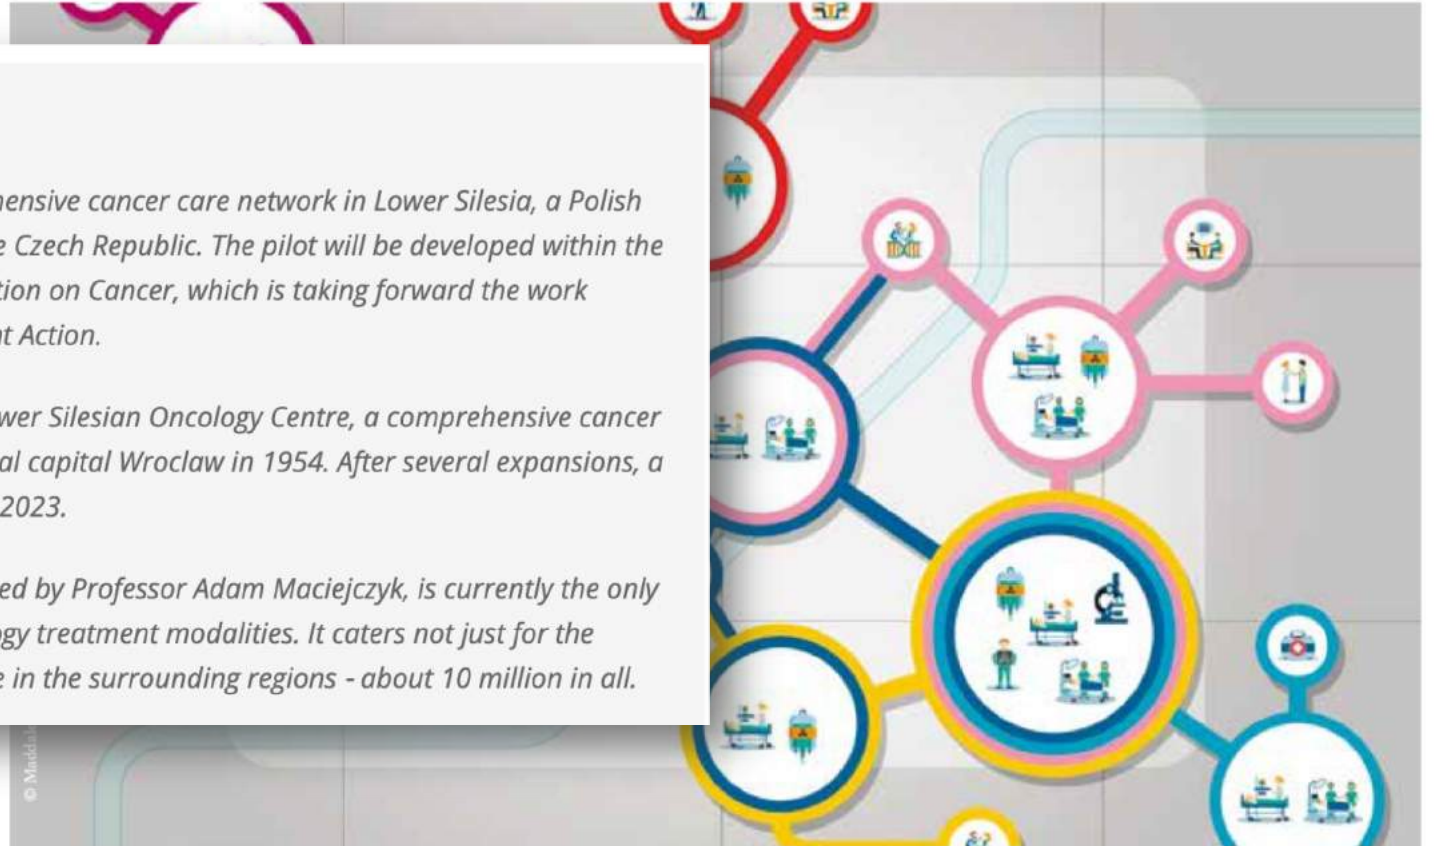 hensive cancer care network in Lower Silesia, a Polish
e Czech Republic. The pilot will be developed within the
tion on Cancer, which is taking forward the work
t Action.
wer Silesian Oncology Centre, a comprehensive cancer
al capital Wroclaw in 1954. After several expansions, a
2023.
ed by Professor Adam Maciejczyk, is currently the only
gy treatment modalities. It caters not just for the
e in the surrounding regions - about 10 million in all.
© Maddal